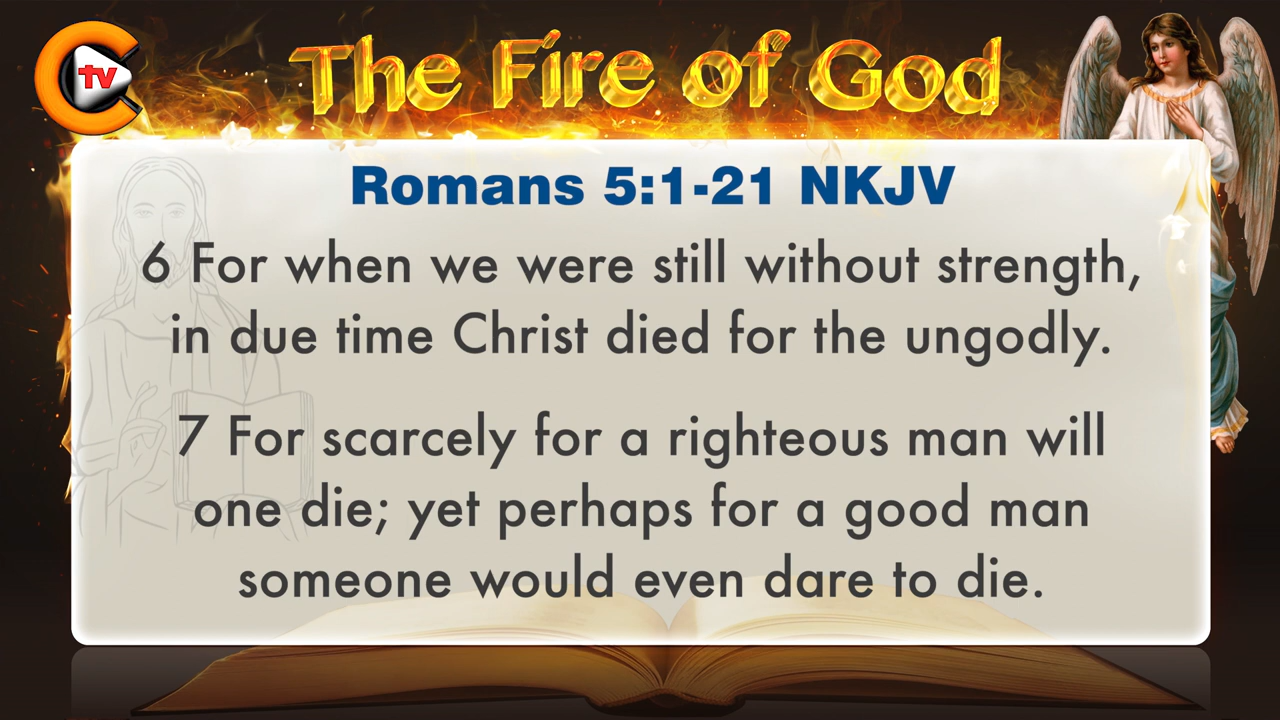 tv
The Fire of God
Romans 5:1-21 NKJV
6 For when we were still without strength,
in due time Christ died for the ungodly.
7 For scarcely for a righteous man will
one die; yet perhaps for a good man
someone would even dare to die.